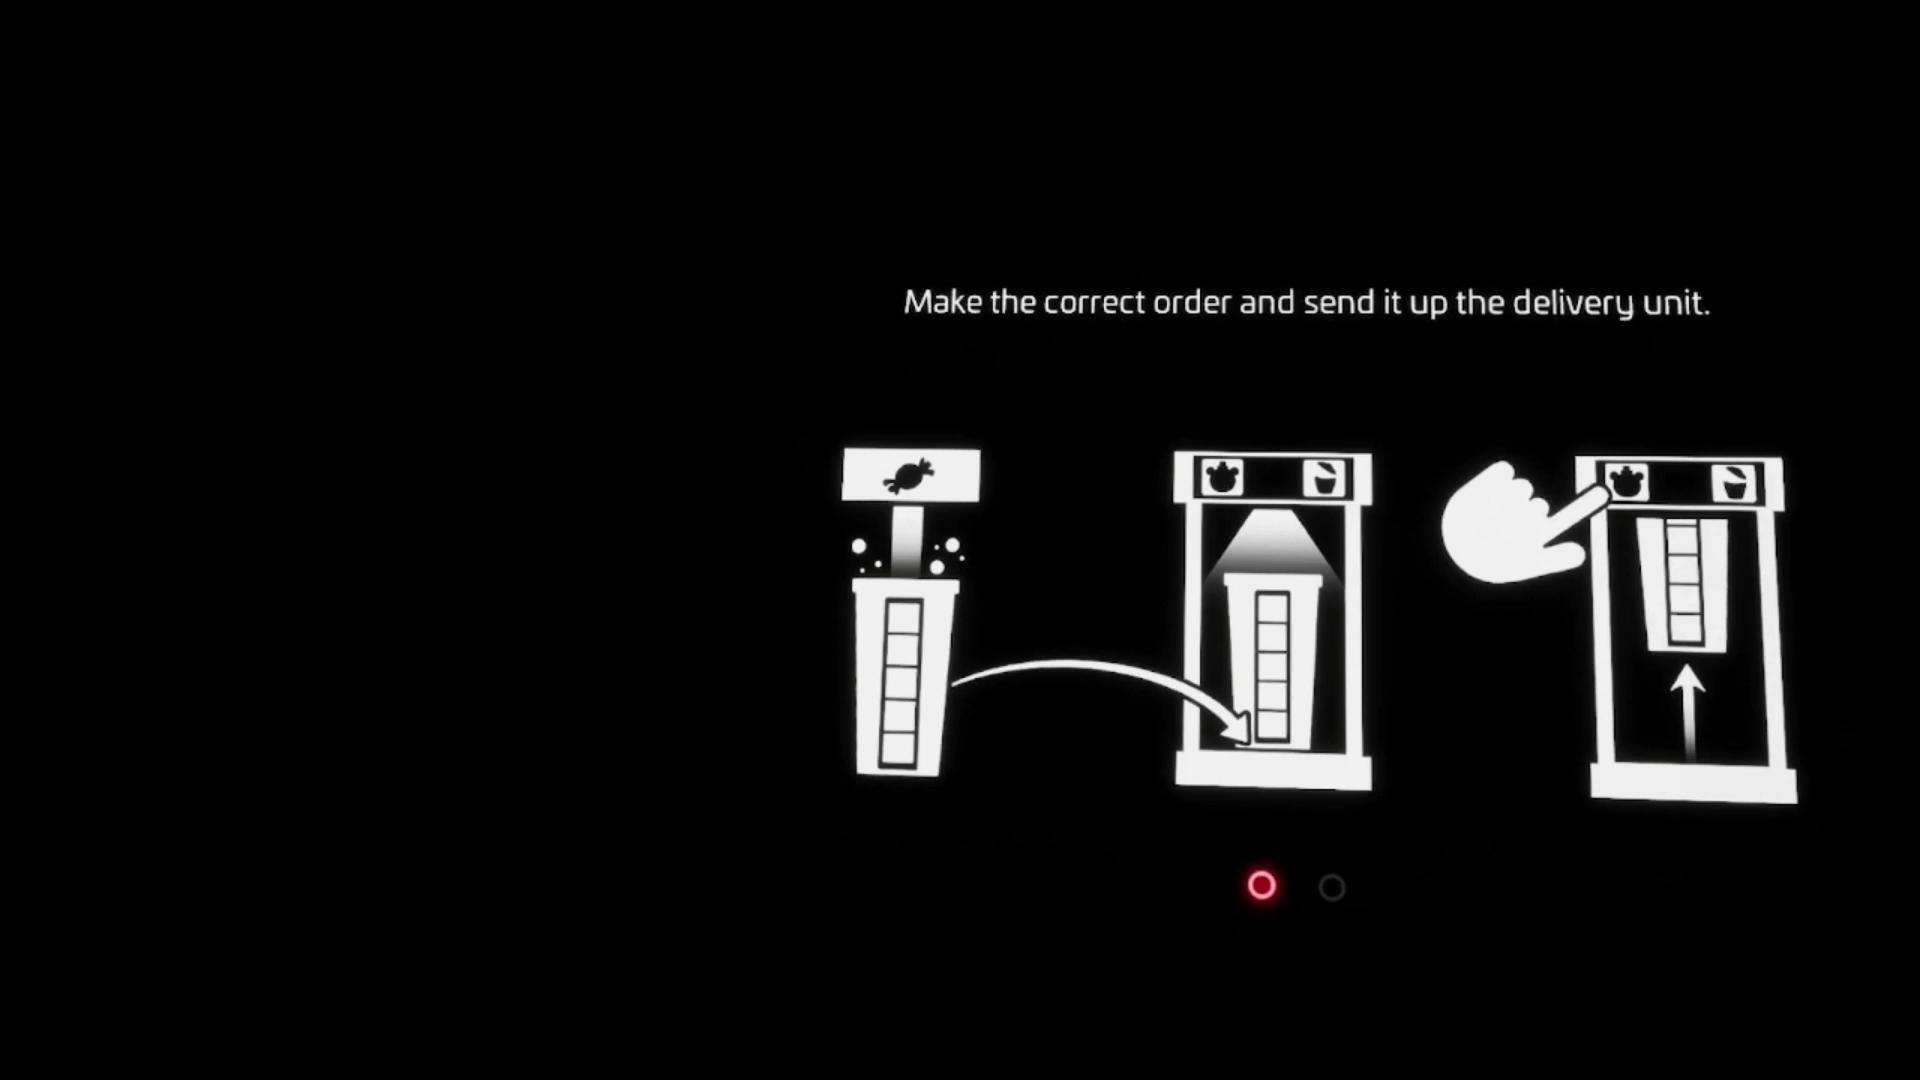 Make the correct order and send it up the delivery unit.